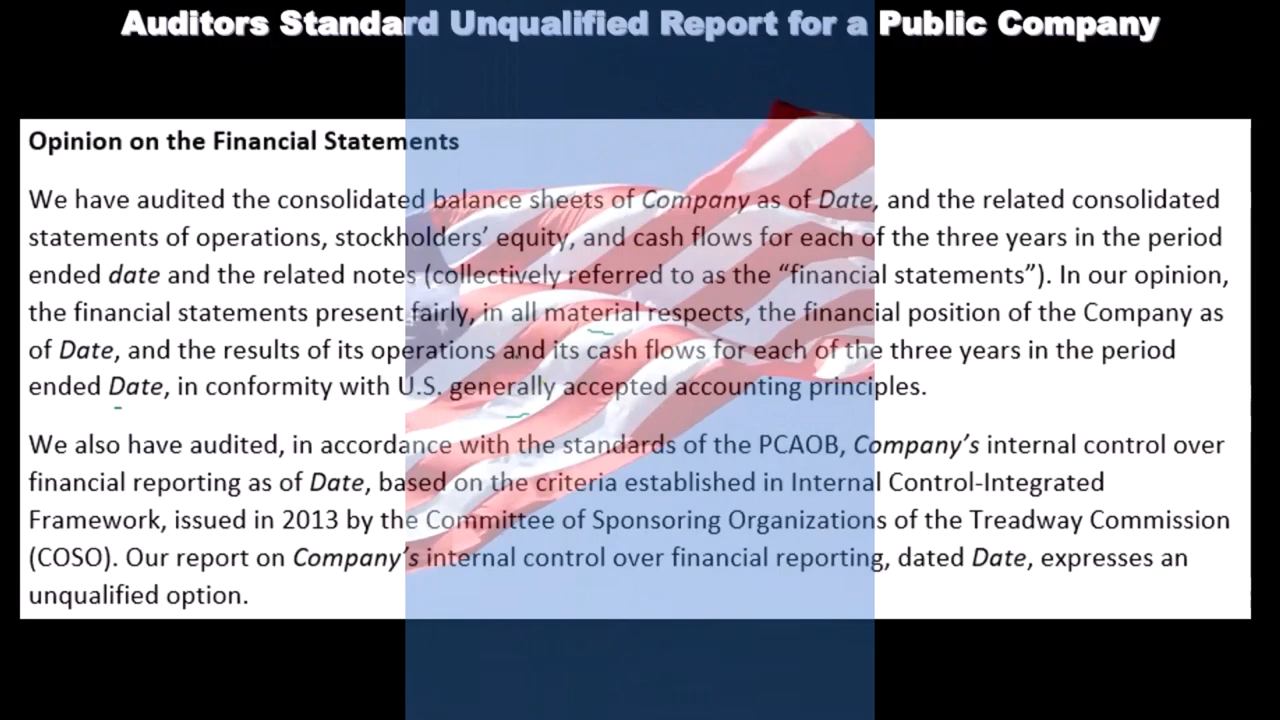 Auditors Standard Unqualified Report for a Public Company
Opinion on the Financial Statements
We have audited the consolidated balance sheets of Company as of Date, and the related consolidated
statements of operations, stockholders’ equity, and cash flows for each of the three years in the period
ended date and the related notes (collectively referred to as the “financial statements”). In our opinion,
the financial statements present fairly, in all material respects, the financial position of the Company as
of Date, and the results of its operations and its cash flows for each of the three years in the period
ended Date, in conformity with U.S. generally accepted accounting principles.
We also have audited, in accordance with the standards of the PCAOB, Company’s internal control over
financial reporting as of Date, based on the criteria established in Internal Control-Integrated
Framework, issued in 2013 by the Committee of Sponsoring Organizations of the Treadway Commission
(COSO). Our report on Company’s internal control over financial reporting, dated Date, expresses an
unqualified option.